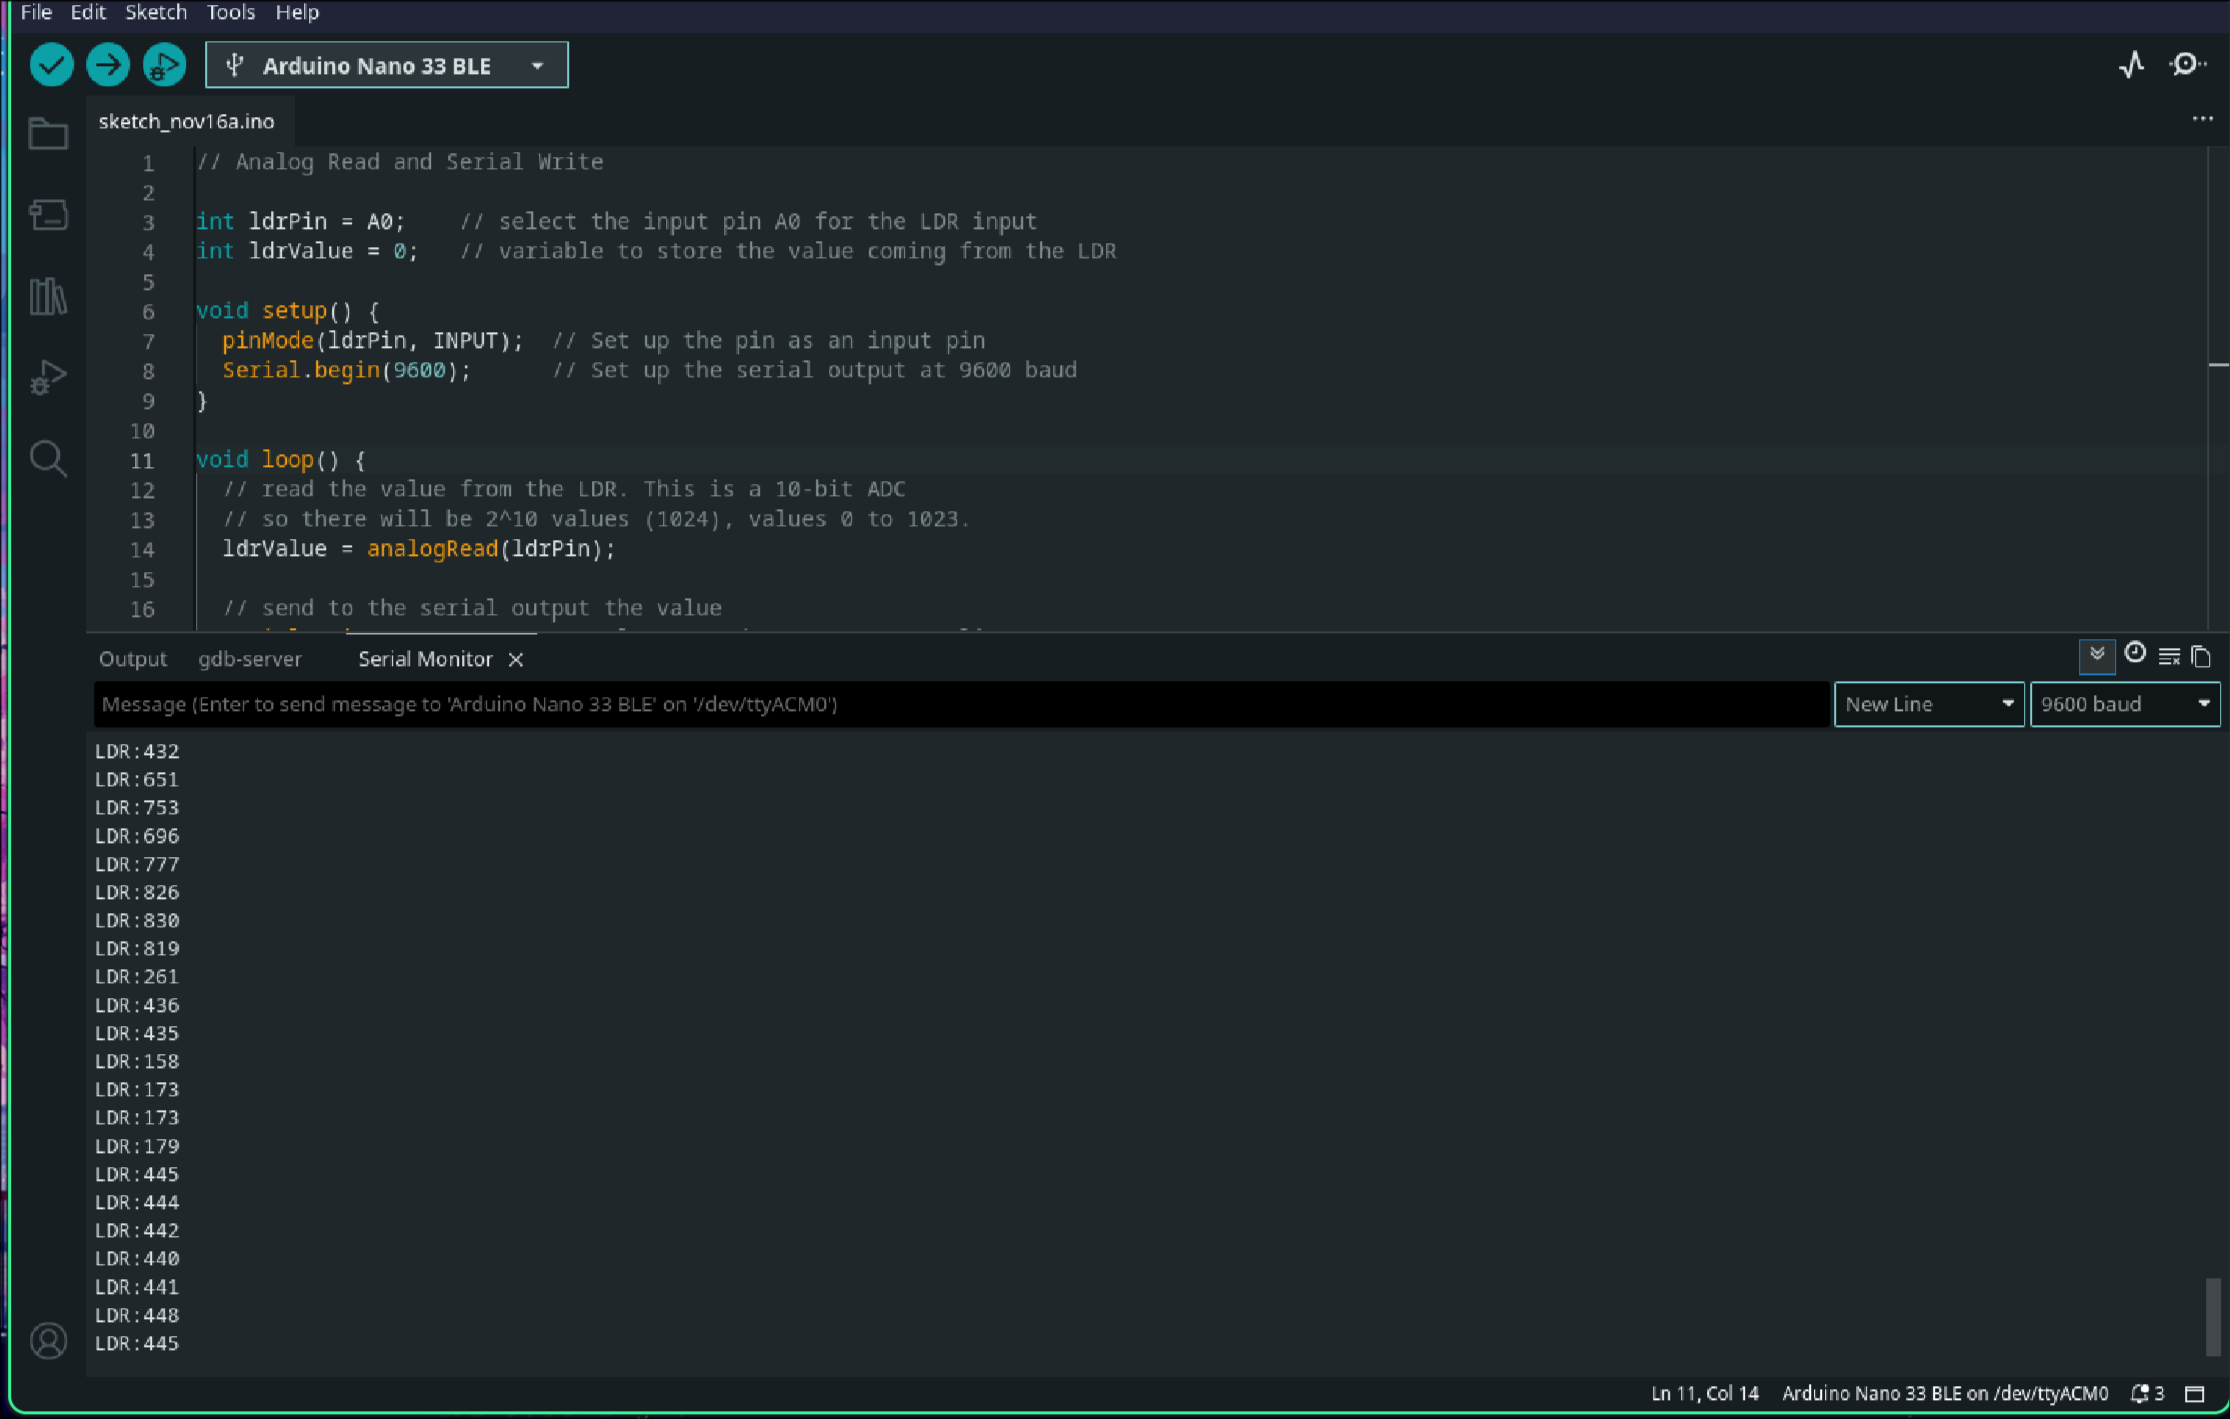 File Edit Sketch Tools Help
Arduino Nano 33 BLE
sketch_nov16a.ino
1 // Analog Read and Serial Write
2
3 int ldrPin = A0;    // select the input pin A0 for the LDR input
4 int ldrValue = 0;   // variable to store the value coming from the LDR
5
6 void setup() {
7   pinMode(ldrPin, INPUT);  // Set up the pin as an input pin
8   Serial.begin(9600);      // Set up the serial output at 9600 baud
9 }
10
11 void loop() {
12   // read the value from the LDR. This is a 10-bit ADC
13   // so there will be 2^10 values (1024), values 0 to 1023.
14   ldrValue = analogRead(ldrPin);
15
16   // send to the serial output the value
Output gdb-server Serial Monitor
Message (Enter to send message to 'Arduino Nano 33 BLE' on '/dev/ttyACM0') New Line 9600 baud
LDR:432
LDR:651
LDR:753
LDR:696
LDR:777
LDR:826
LDR:830
LDR:819
LDR:261
LDR:436
LDR:435
LDR:158
LDR:173
LDR:173
LDR:179
LDR:445
LDR:444
LDR:442
LDR:440
LDR:441
LDR:448
LDR:445
Ln 11, Col 14 Arduino Nano 33 BLE on /dev/ttyACM0 3